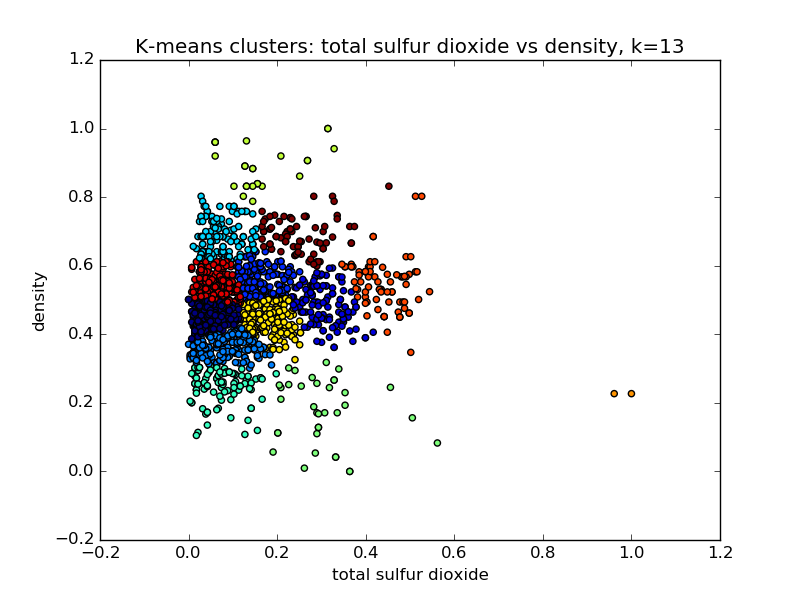 K-means clusters: total sulfur dioxide vs density, k=13
1.2
1.0
0.8
0.6
0.4
0.2
0.0
−0.2
density
−0.2 0.0 0.2 0.4 0.6 0.8 1.0 1.2
total sulfur dioxide